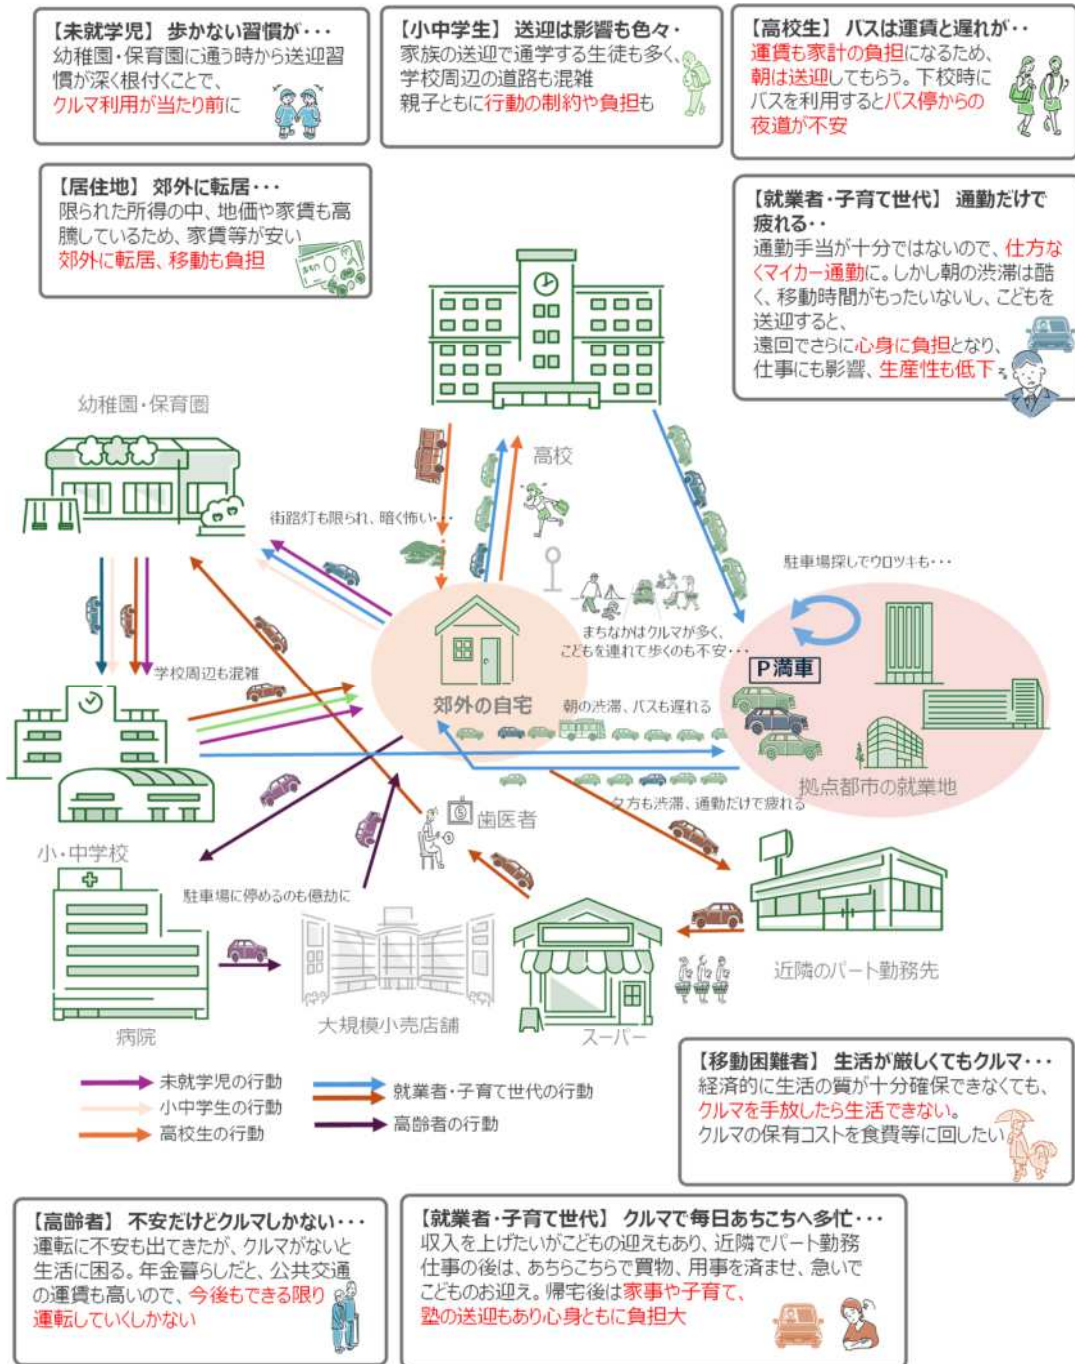 【未就学児】 歩かない習慣が・・・
幼稚園・保育園に通う時から送迎習
慣が深く根付くことで、
クルマ利用が当たり前に
【小中学生】 送迎は影響も色々・
家族の送迎で通学する生徒も多く、
学校周辺の道路も混雑
親子ともに行動の制約や負担も
【高校生】 バスは運賃と遅れが・・
運賃も家計の負担になるため、
朝は送迎してもらう。下校時に
バスを利用するとバス停からの
夜道が不安
【居住地】 郊外に転居・・・
限られた所得の中、地価や家賃も高
騰しているため、家賃等が安い
郊外に転居、移動も負担
【就業者・子育て世代】 通勤だけで
疲れる・・
通勤手当が十分ではないので、仕方な
くマイカー通勤に。しかし朝の渋滞は酷
く、移動時間がもったいないし、こどもを
送迎すると、
遠回でさらに心身に負担となり、
仕事にも影響、生産性も低下
幼稚園・保育園
高校
街路灯も限られ、暗く怖い・・・
駐車場探してウロツキも・・・
まちなかはクルマが多く、
こどもを連れて歩くのも不安・・・
P満車
学校周辺も混雑
郊外の自宅
朝の渋滞、バスも遅れる
拠点都市の就業地
夕方も渋滞、通勤だけで疲れる
歯医者
小・中学校
駐車場に停めるのも億劫に
近隣のパート勤務先
病院
大規模小売店舗
スーパー
未就学児の行動
小中学生の行動
高校生の行動
就業者・子育て世代の行動
高齢者の行動
【移動困難者】 生活が厳しくてもクルマ・・・
経済的に生活の質が十分確保できなくても、
クルマを手放したら生活できない。
クルマの保有コストを食費等に回したい
【高齢者】 不安だけどクルマしかない・・・
運転に不安も出てきたが、クルマがないと
生活に困る。年金暮らしだと、公共交通
の運賃も高いので、今後もできる限り
運転していくしかない
【就業者・子育て世代】 クルマで毎日あちこちへ多忙・・・
収入を上げたいがこどもの迎えもあり、近隣でパート勤務
仕事の後は、あちらこちらで買物、用事を済ませ、急いで
こどものお迎え。帰宅後は家事や子育て、
塾の送迎もあり心身ともに負担大